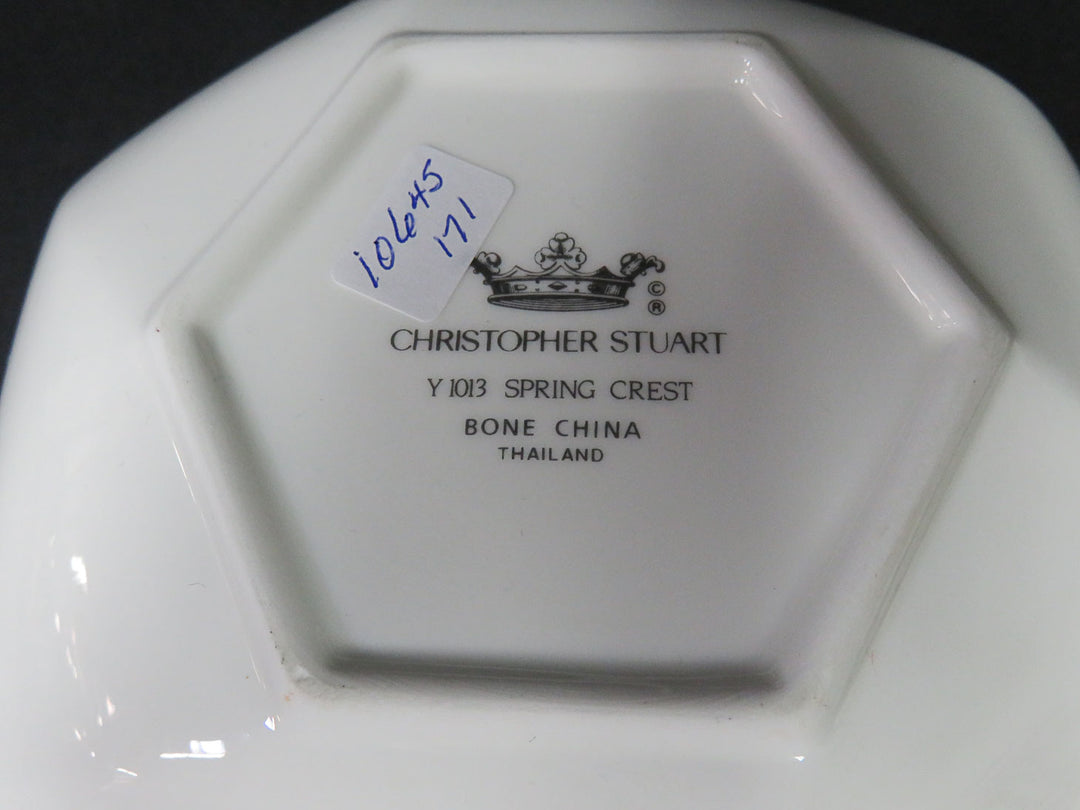 10645
171
© 
®
CHRISTOPHER STUART
Y 1013 SPRING CREST
BONE CHINA
THAILAND